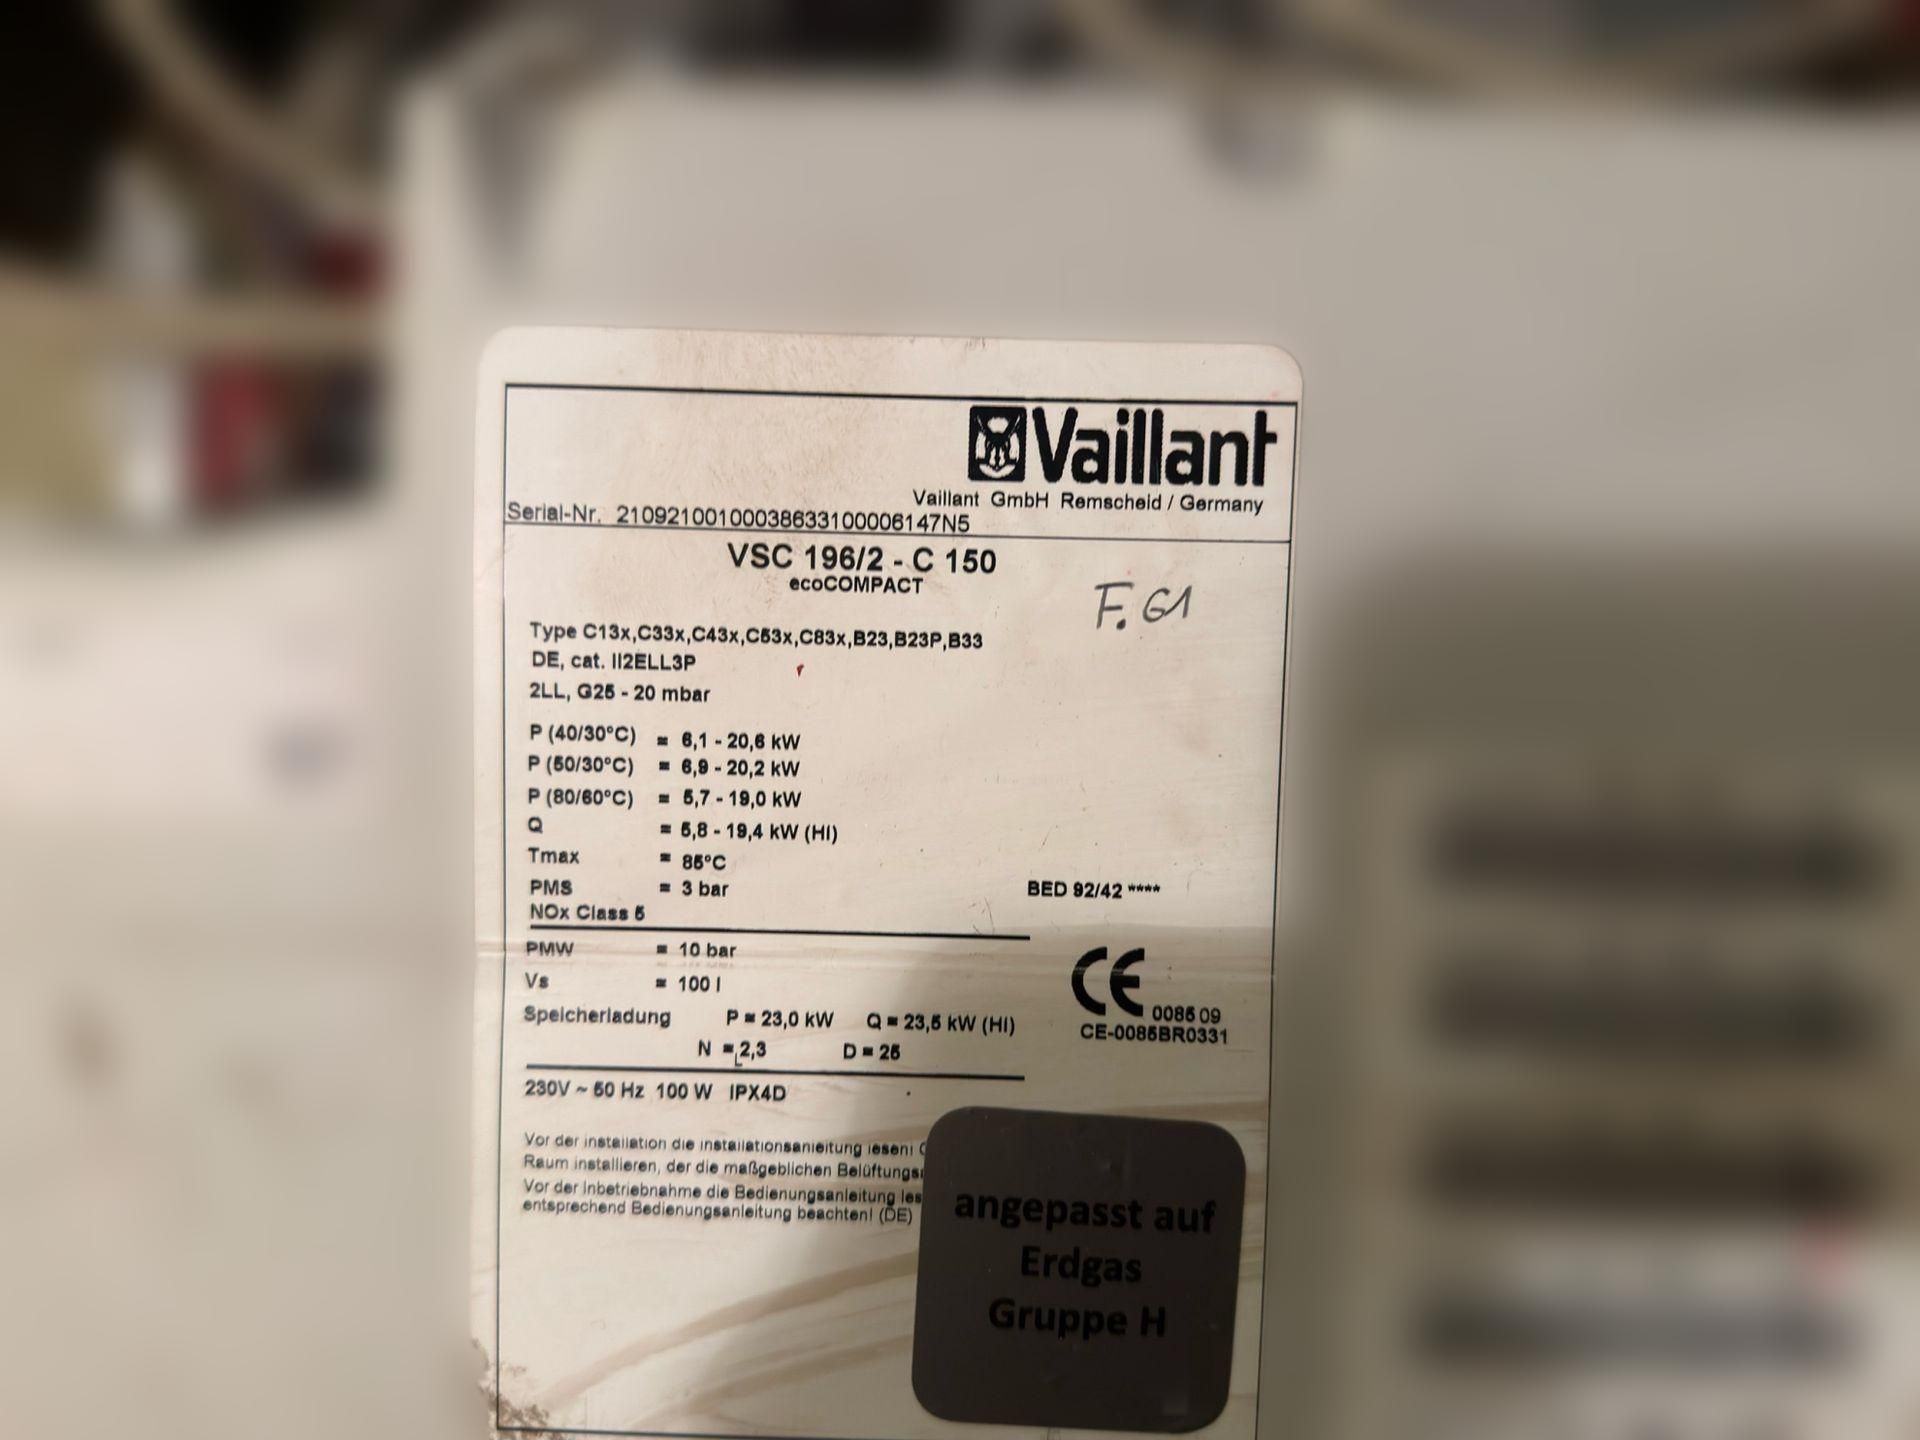 Vaillant
Vaillant GmbH Remscheid / Germany
Serial-Nr. 21092100100038633100006147N5
VSC 196/2 - C 150
ecoCOMPACT
F. 61
Type C13x,C33x,C43x,C53x,C83x,B23,B23P,B33
DE, cat. II2ELL3P
2LL, G25 - 20 mbar
P (40/30°C) = 6,1 - 20,6 kW
P (50/30°C) = 6,9 - 20,2 kW
P (80/60°C) = 5,7 - 19,0 kW
Q = 5,8 - 19,4 kW (HI)
Tmax = 85°C
PMS = 3 bar
BED 92/42 ****
NOx Class 5
PMW = 10 bar
Vs = 100 l
Speicherladung P = 23,0 kW Q = 23,5 kW (HI)
N = 2,3 D = 25
0085 09
CE-0085BR0331
230V ~ 50 Hz 100 W IPX4D
Vor der Installation die Installationsanleitung lesen!
Raum installieren, der die maßgeblichen
Vor der Inbetriebnahme die Bedienungsanleitung
entsprechend Bedienungsanleitung beachten! (DE)
angepasst auf
Erdgas
Gruppe H